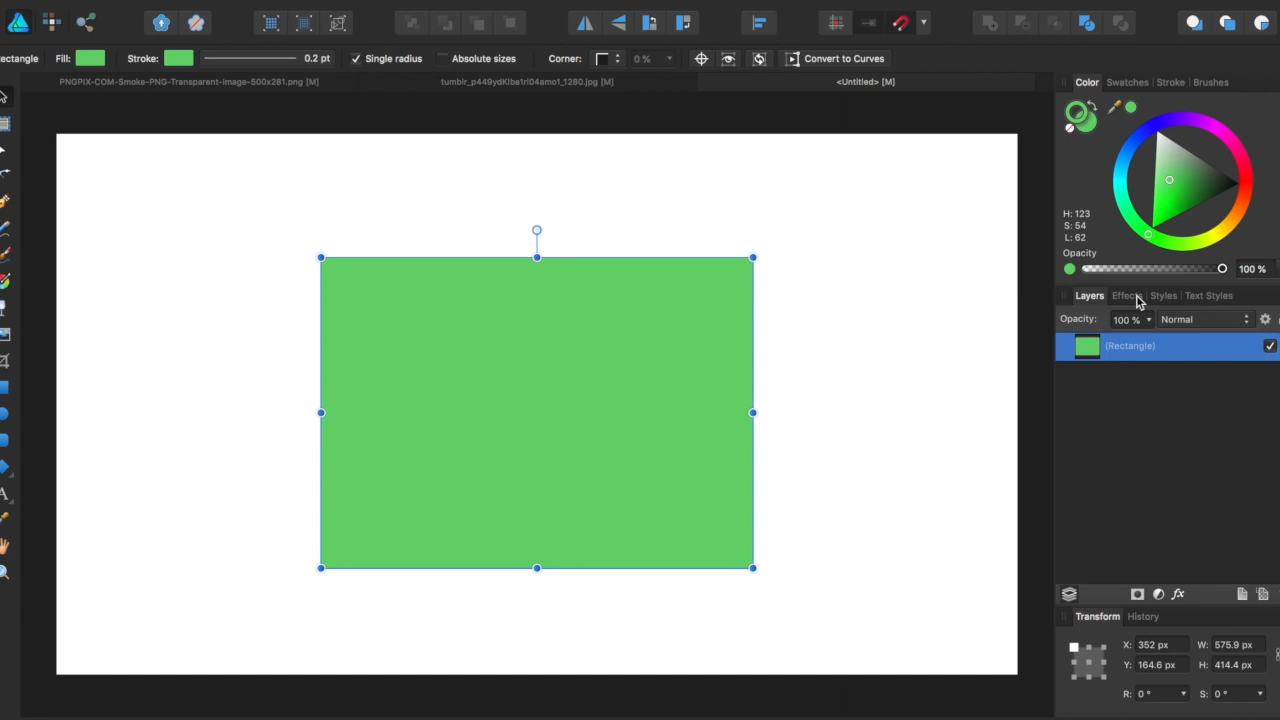 ectangle Fill: Stroke: 0.2 pt Single radius Absolute sizes Corner: 0 % Convert to Curves
PNGPIX-COM-Smoke-PNG-Transparent-Image-500x281.png [M] tumblr_p449ydKlba1rl04amo1_1280.jpg [M] <Untitled> [M]
Color Swatches Stroke Brushes
H: 123
S: 54
L: 62
Opacity
100 %
Layers Effects Styles Text Styles
Opacity: 100 % Normal
(Rectangle)
fx
Transform History
X: 352 px W: 575.9 px
Y: 164.6 px H: 414.4 px
R: 0 ° S: 0 °
A